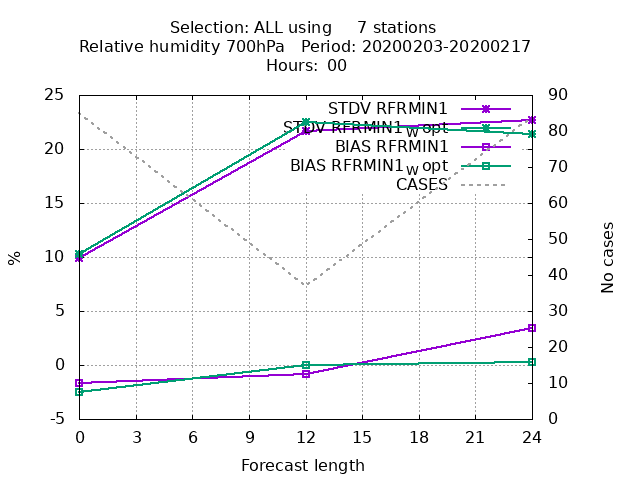 Selection: ALL using 7 stations
Relative humidity 700hPa Period: 20200203-20200217
Hours: 00
25 90
STDV RFRMIN1
STDV RFRMIN1w opt
BIAS RFRMIN1
BIAS RFRMIN1w opt
CASES
20
15
10
5
0
-5
80
70
60
50
40
30
20
10
0
%
No cases
0 3 6 9 12 15 18 21 24
Forecast length